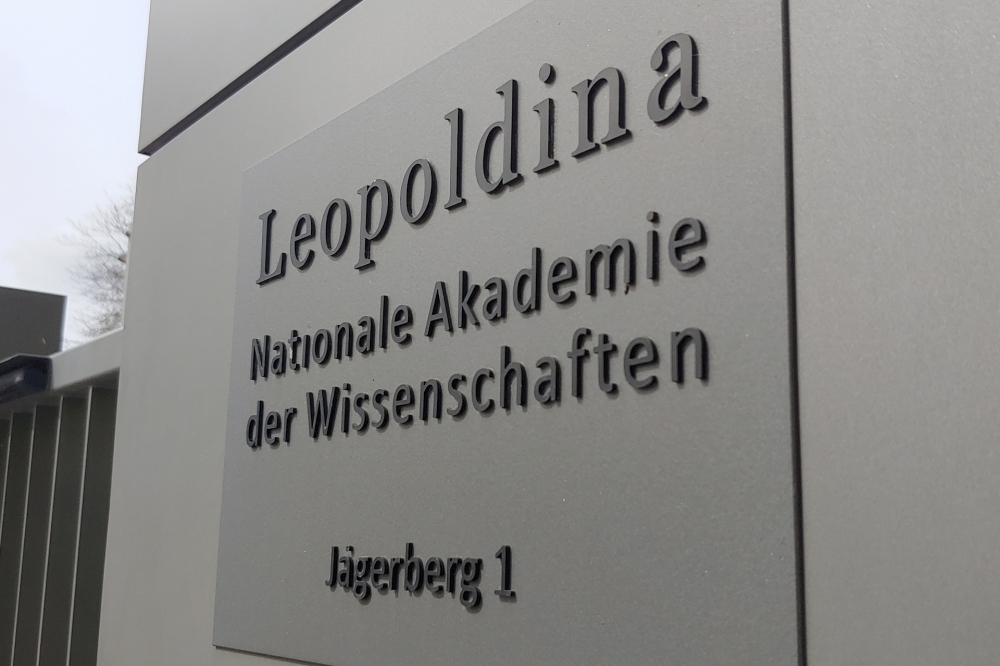 Leopoldina
Nationale Akademie
der Wissenschaften
Jägerberg 1